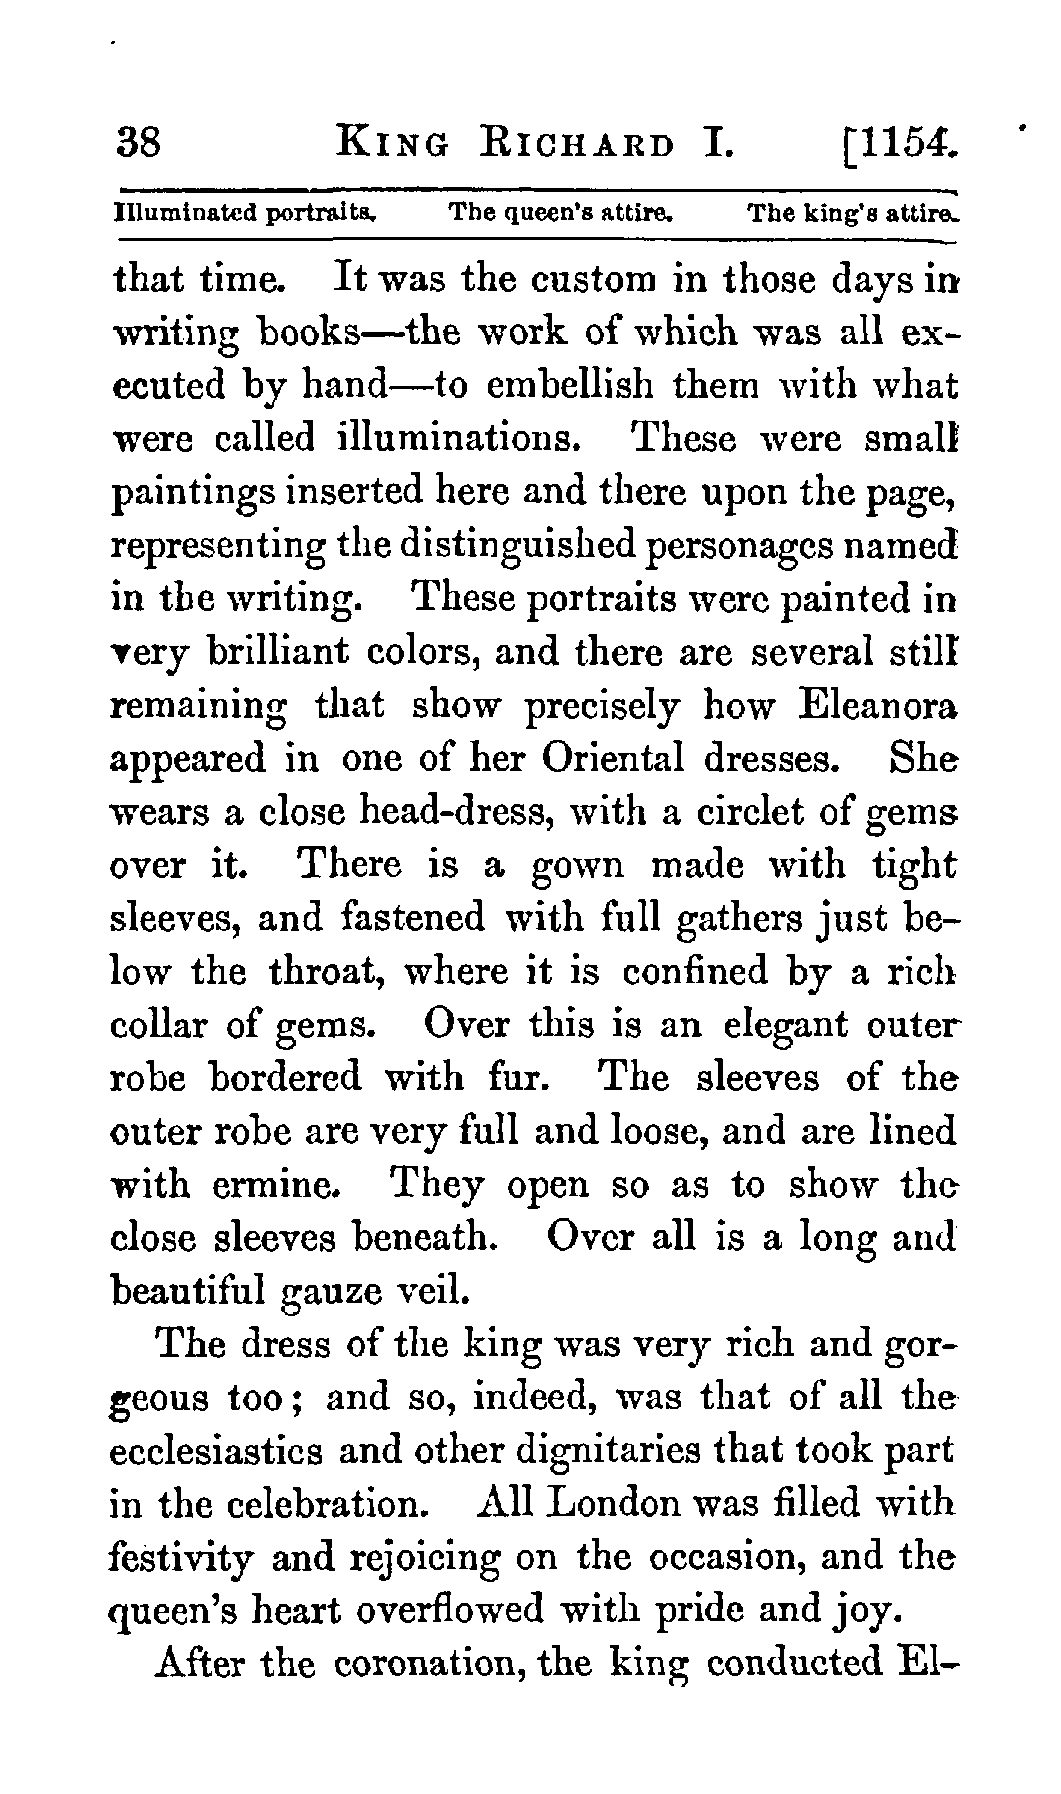 38 KING RICHARD I. [1154.
Illuminated portraits. The queen's attire. The king's attire.
that time. It was the custom in those days in
writing books—the work of which was all ex-
ecuted by hand—to embellish them with what
were called illuminations. These were small
paintings inserted here and there upon the page,
representing the distinguished personages named
in the writing. These portraits were painted in
very brilliant colors, and there are several still
remaining that show precisely how Eleanora
appeared in one of her Oriental dresses. She
wears a close head-dress, with a circlet of gems
over it. There is a gown made with tight
sleeves, and fastened with full gathers just be-
low the throat, where it is confined by a rich
collar of gems. Over this is an elegant outer
robe bordered with fur. The sleeves of the
outer robe are very full and loose, and are lined
with ermine. They open so as to show the
close sleeves beneath. Over all is a long and
beautiful gauze veil.
The dress of the king was very rich and gor-
geous too; and so, indeed, was that of all the
ecclesiastics and other dignitaries that took part
in the celebration. All London was filled with
festivity and rejoicing on the occasion, and the
queen's heart overflowed with pride and joy.
After the coronation, the king conducted El-